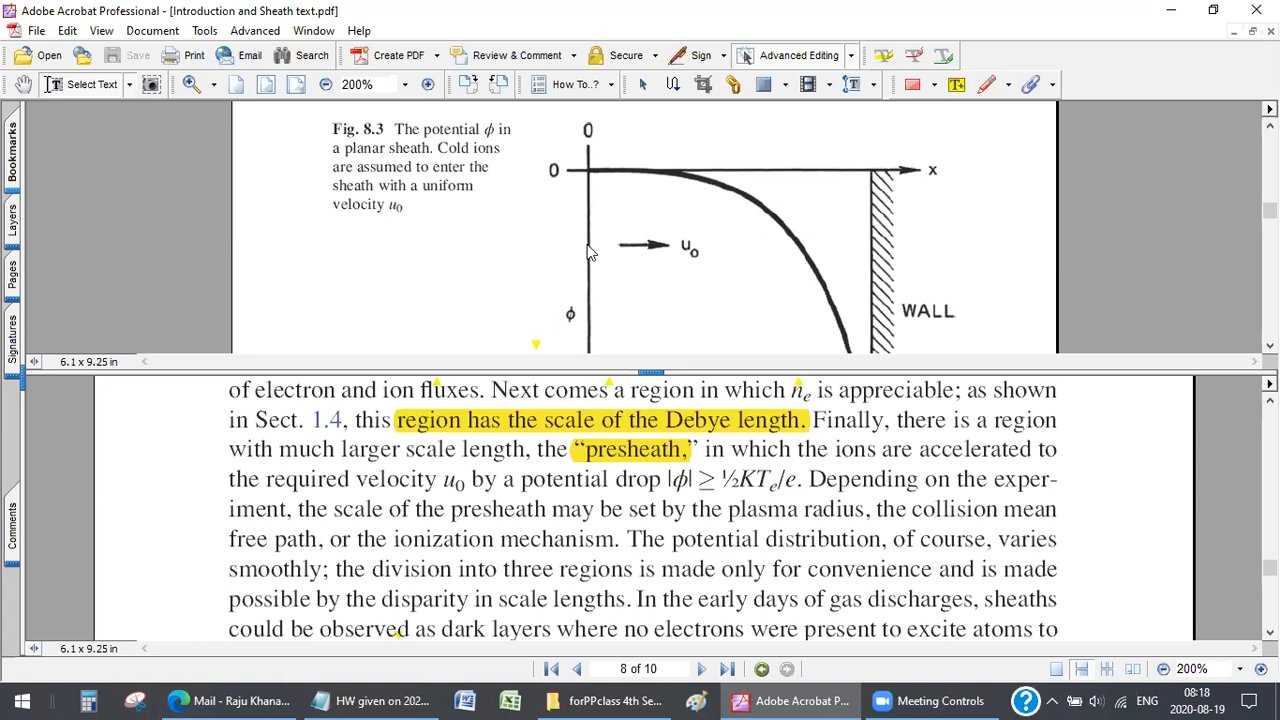 Adobe Acrobat Professional - [Introduction and Sheath text.pdf]
File Edit View Document Tools Advanced Window Help
Open Save Print Email Search Create PDF Review & Comment Secure Sign Advanced Editing
Select Text 200% How To..?
Bookmarks
Layers
Pages
Signatures
Comments
Fig. 8.3 The potential ϕ in
a planar sheath. Cold ions
are assumed to enter the
sheath with a uniform
velocity u0
0
0
x
u0
ϕ
WALL
6.1 x 9.25 in
of electron and ion fluxes. Next comes a region in which ne is appreciable; as shown
in Sect. 1.4, this region has the scale of the Debye length. Finally, there is a region
with much larger scale length, the “presheath,” in which the ions are accelerated to
the required velocity u0 by a potential drop |ϕ| ≥ ½KTe/e. Depending on the exper-
iment, the scale of the presheath may be set by the plasma radius, the collision mean
free path, or the ionization mechanism. The potential distribution, of course, varies
smoothly; the division into three regions is made only for convenience and is made
possible by the disparity in scale lengths. In the early days of gas discharges, sheaths
could be observed as dark layers where no electrons were present to excite atoms to
6.1 x 9.25 in
8 of 10 200%
Mail - Raju Khana... HW given on 202... forPPclass 4th Se... Adobe Acrobat P... Meeting Controls ENG 08:18
2020-08-19